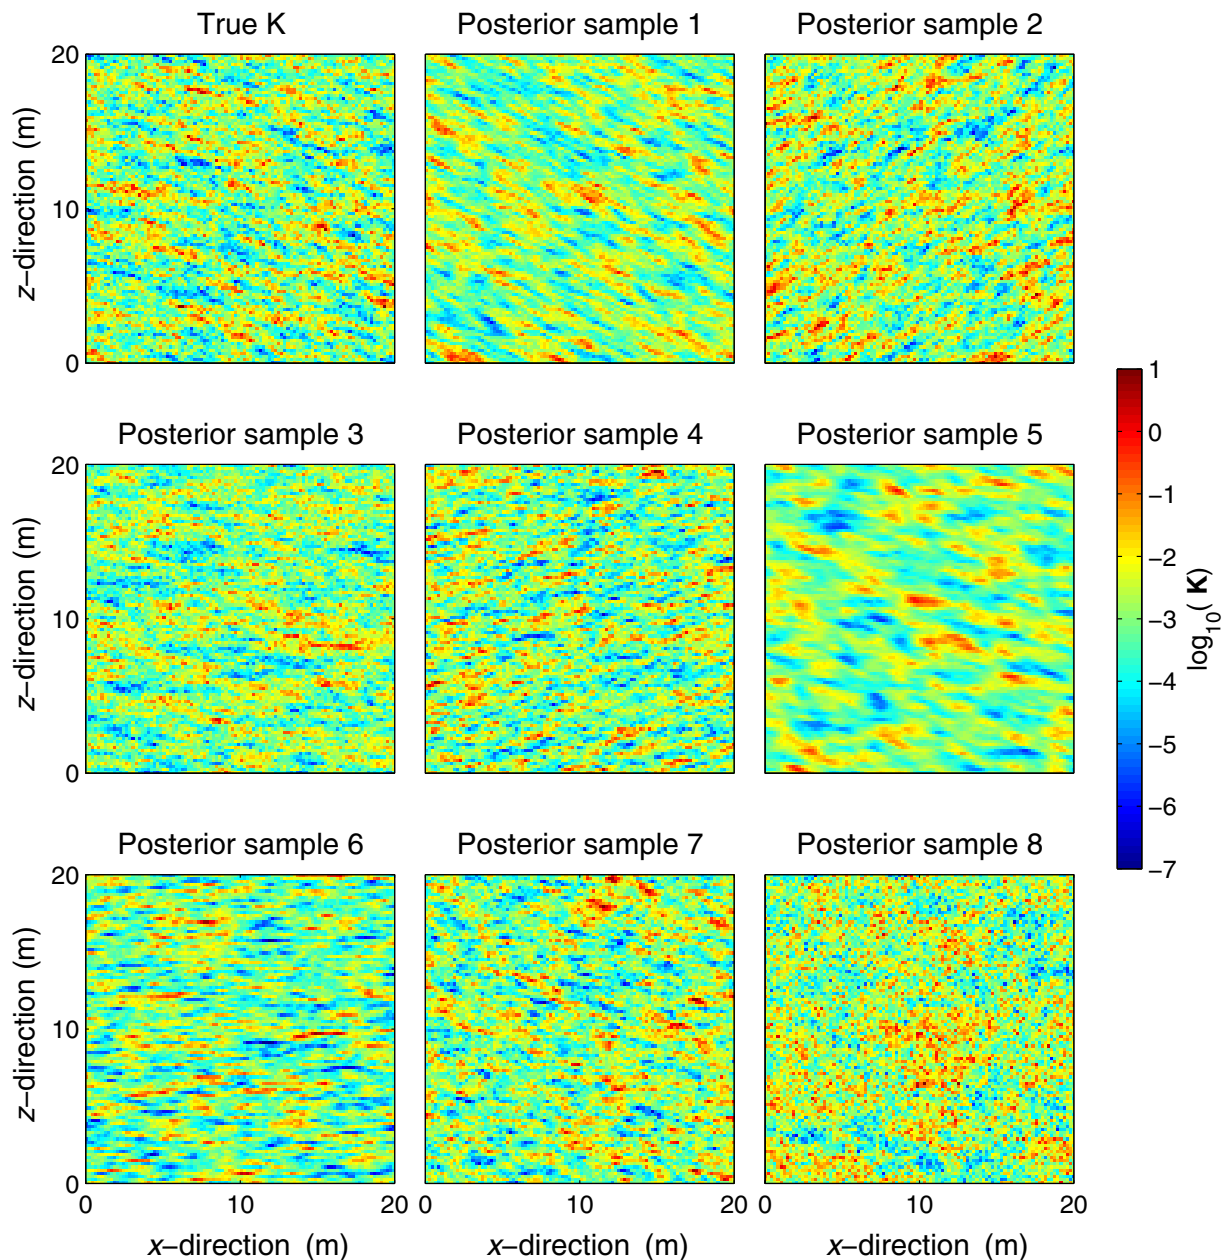 True K
Posterior sample 1
Posterior sample 2
20
10
0
z–direction (m)
Posterior sample 3
Posterior sample 4
Posterior sample 5
20
10
0
z–direction (m)
Posterior sample 6
Posterior sample 7
Posterior sample 8
20
10
0
z–direction (m)
0 10 20
0 10 20
0 10 20
x–direction (m)
x–direction (m)
x–direction (m)
1
0
−1
−2
−3
−4
−5
−6
−7
log10( K)